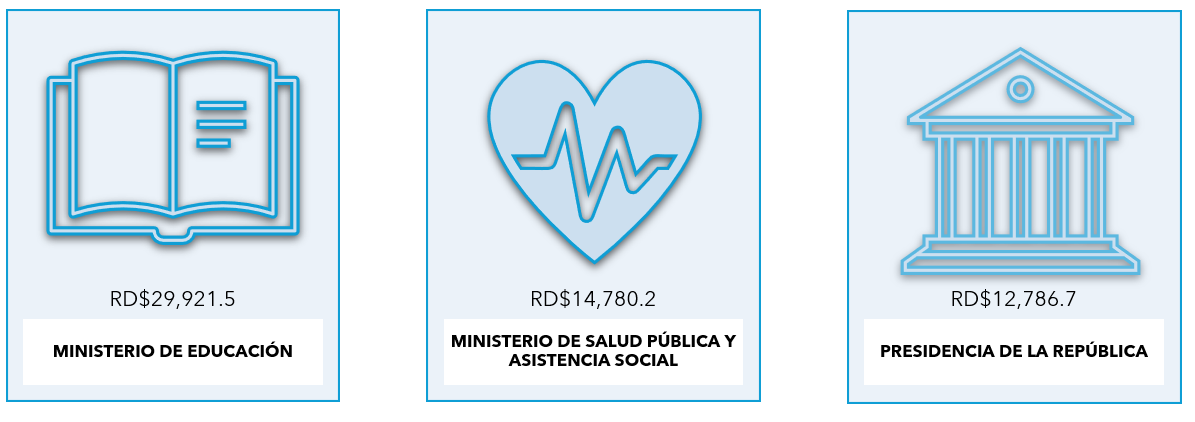 RD$29,921.5
MINISTERIO DE EDUCACIÓN
RD$14,780.2
MINISTERIO DE SALUD PÚBLICA Y
ASISTENCIA SOCIAL
RD$12,786.7
PRESIDENCIA DE LA REPÚBLICA